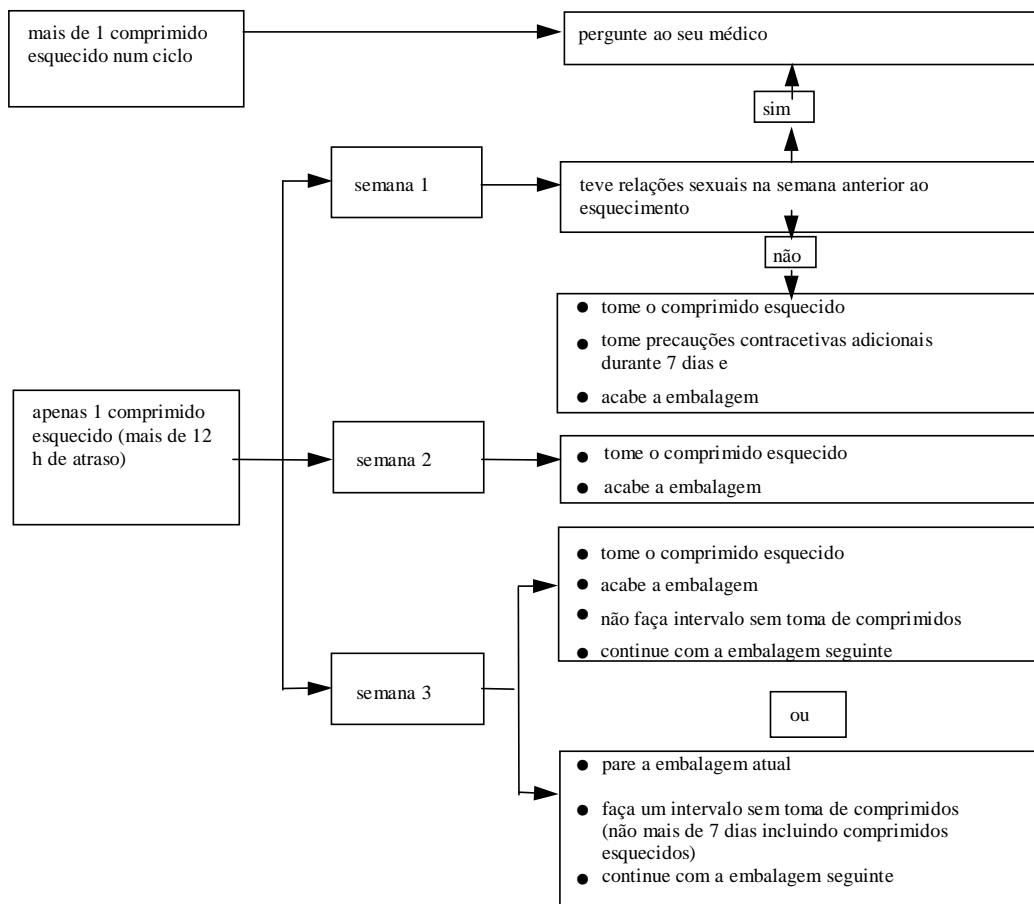 mais de 1 comprimido
esquecido num ciclo
pergunte ao seu médico
sim
semana 1
teve relações sexuais na semana anterior ao
esquecimento
não
● tome o comprimido esquecido
● tome precauções contracetivas adicionais
durante 7 dias e
● acabe a embalagem
apenas 1 comprimido
esquecido (mais de 12
h de atraso)
semana 2
● tome o comprimido esquecido
● acabe a embalagem
● tome o comprimido esquecido
● acabe a embalagem
● não faça intervalo sem toma de comprimidos
● continue com a embalagem seguinte
semana 3
ou
● pare a embalagem atual
● faça um intervalo sem toma de comprimidos
(não mais de 7 dias incluindo comprimidos
esquecidos)
● continue com a embalagem seguinte